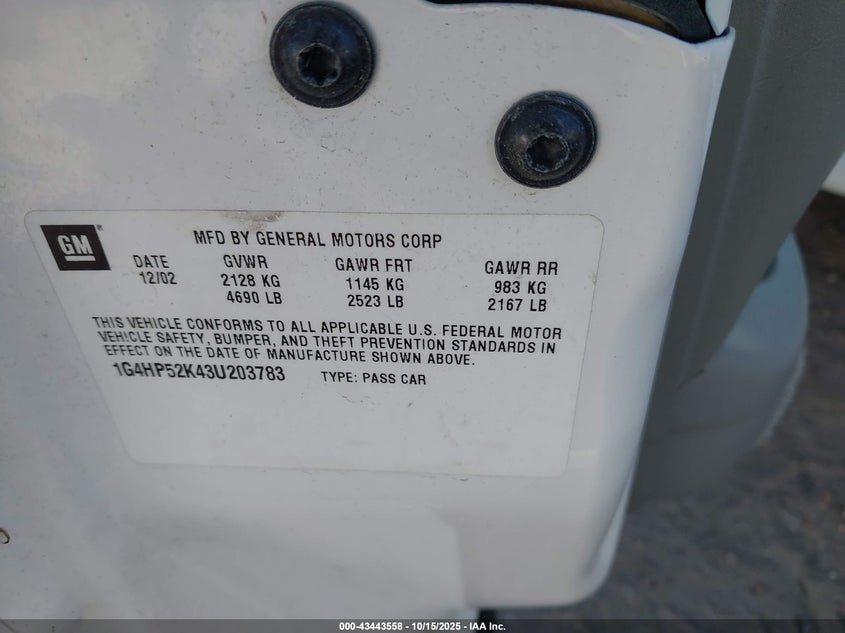 GM
MFD BY GENERAL MOTORS CORP
DATE GVWR GAWR FRT GAWR RR
12/02 2128 KG 1145 KG 983 KG
4690 LB 2523 LB 2167 LB
THIS VEHICLE CONFORMS TO ALL APPLICABLE U.S. FEDERAL MOTOR
VEHICLE SAFETY, BUMPER, AND THEFT PREVENTION STANDARDS IN
EFFECT ON THE DATE OF MANUFACTURE SHOWN ABOVE.
1G4HP52K43U203783 TYPE: PASS CAR
000-43443558 - 10/15/2025 - IAA Inc.